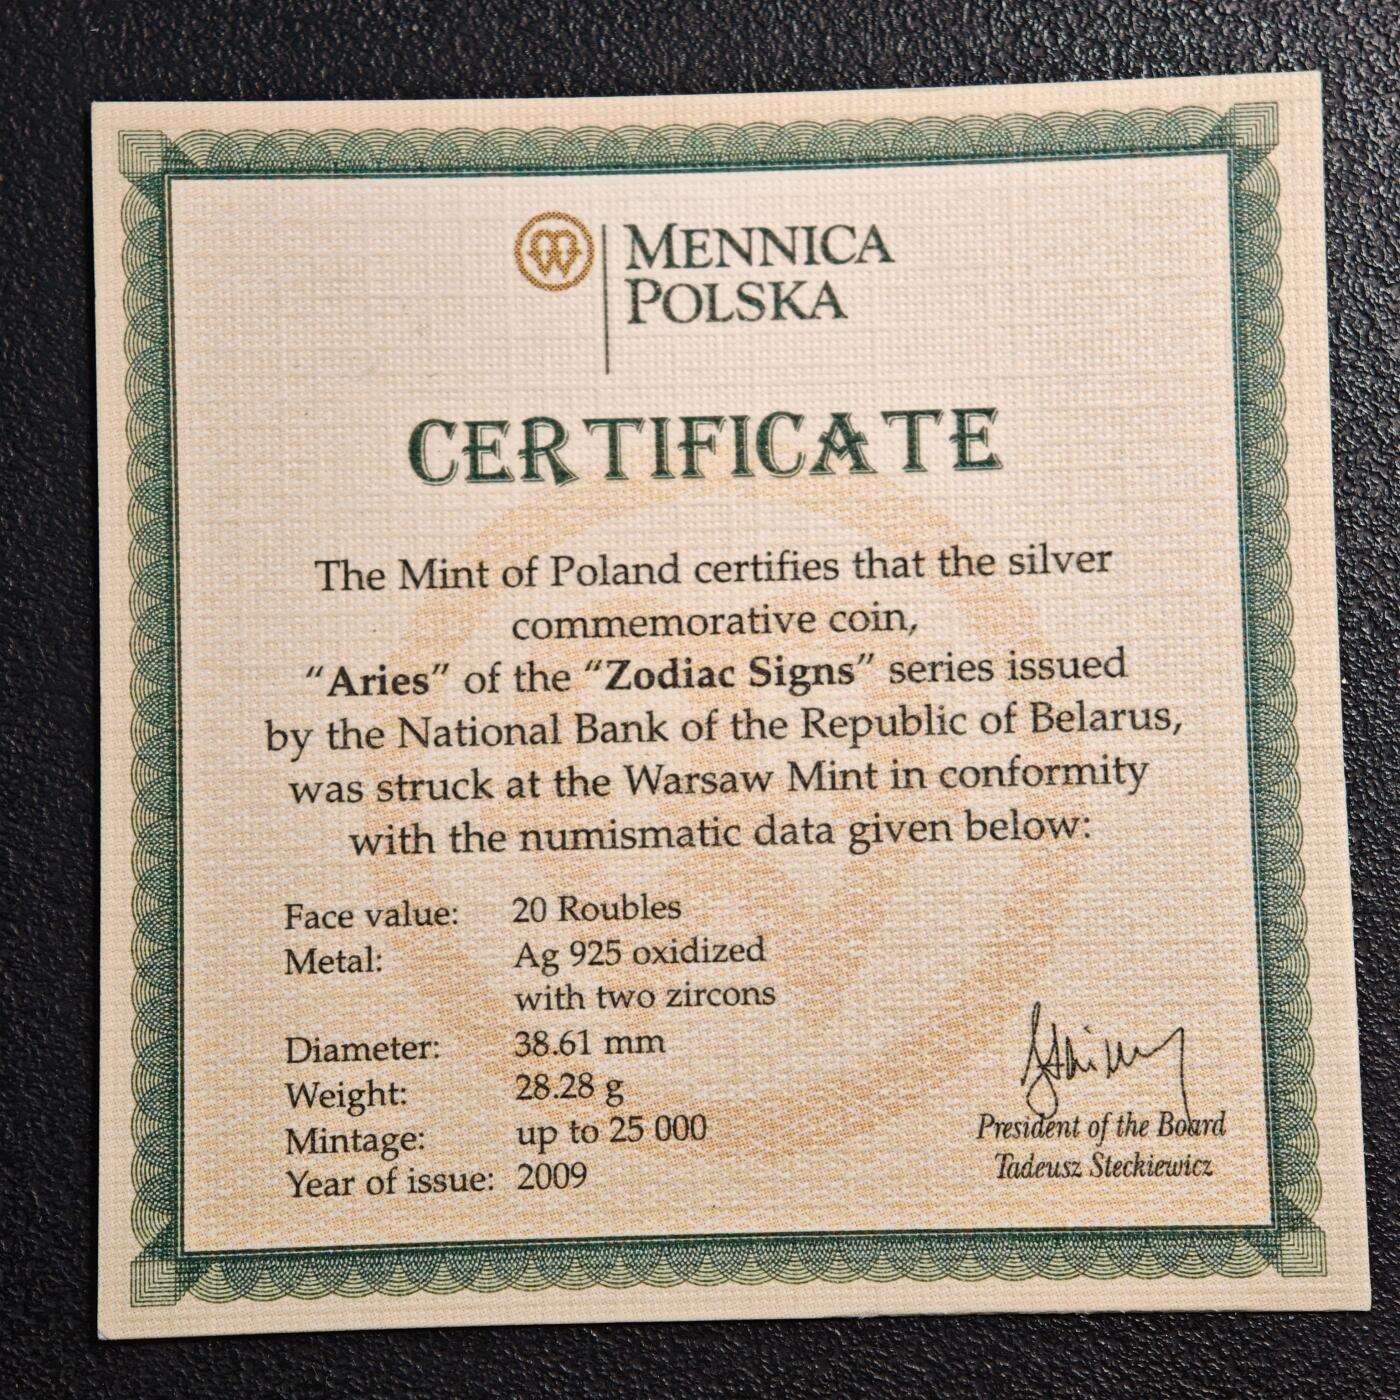 MENNICA
POLSKA
CERTIFICATE
The Mint of Poland certifies that the silver
commemorative coin,
“Aries” of the “Zodiac Signs” series issued
by the National Bank of the Republic of Belarus,
was struck at the Warsaw Mint in conformity
with the numismatic data given below:
Face value: 20 Roubles
Metal: Ag 925 oxidized
with two zircons
Diameter: 38.61 mm
Weight: 28.28 g
Mintage: up to 25 000
Year of issue: 2009
President of the Board
Tadeusz Steckiewicz